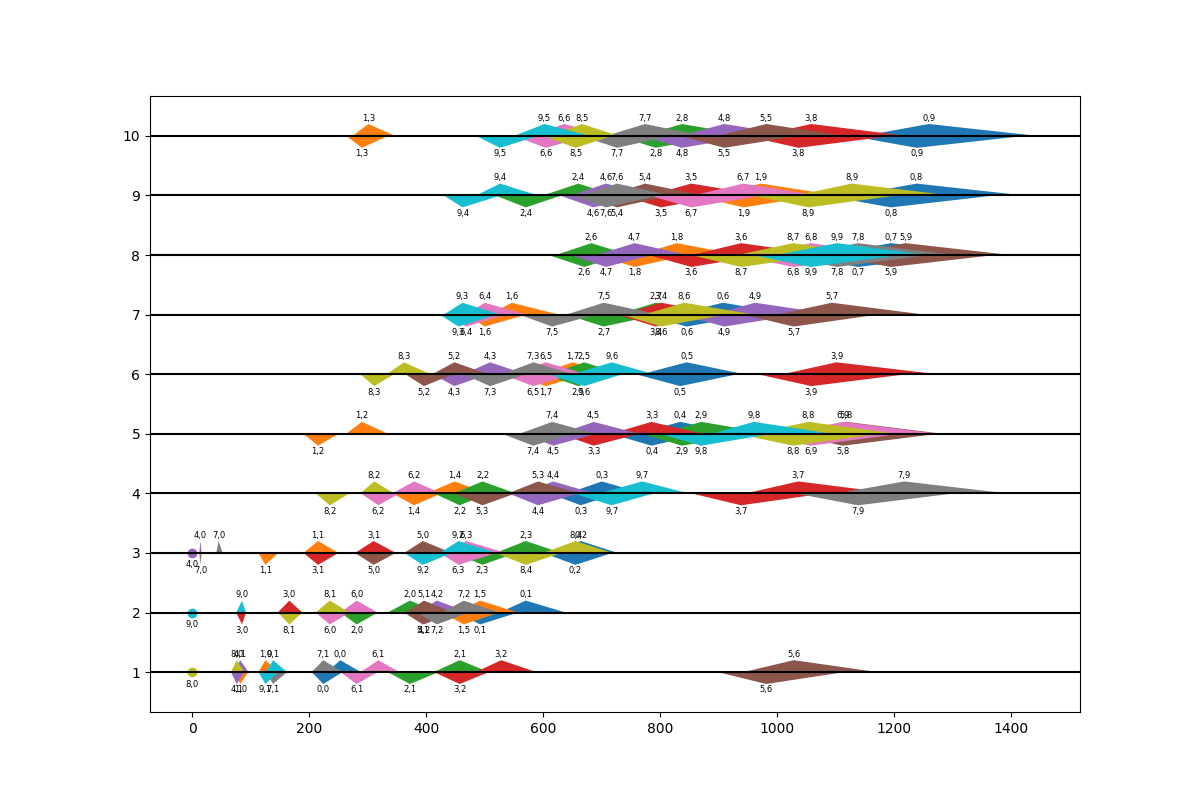 1,3 9,5 6,6 8,5 7,7 2,8 4,8 5,5 3,8 0,9
10
1,3 9,5 6,6 8,5 7,7 2,8 4,8 5,5 3,8 0,9
9,4 2,4 4,6 7,6 5,4 3,5 6,7 1,9 8,9 0,8
9
9,4 2,4 4,6 7,6 5,4 3,5 6,7 1,9 8,9 0,8
2,6 4,7 1,8 3,6 8,7 6,8 9,9 7,8 0,7 5,9
8
2,6 4,7 1,8 3,6 8,7 6,8 9,9 7,8 0,7 5,9
9,3 6,4 1,6 7,5 2,7 3,4 8,6 0,6 4,9 5,7
7
9,3 6,4 1,6 7,5 2,7 3,4 8,6 0,6 4,9 5,7
8,3 5,2 4,3 7,3 6,5 1,7 2,5 9,6 0,5 3,9
6
8,3 5,2 4,3 7,3 6,5 1,7 2,5 9,6 0,5 3,9
1,2 7,4 4,5 3,3 0,4 2,9 9,8 8,8 6,9 5,8
5
1,2 7,4 4,5 3,3 0,4 2,9 9,8 8,8 6,9 5,8
8,2 6,2 1,4 2,2 5,3 4,4 0,3 9,7 3,7 7,9
4
8,2 6,2 1,4 2,2 5,3 4,4 0,3 9,7 3,7 7,9
4,0 7,0 1,1 3,1 5,0 9,2 6,3 2,3 8,4 0,2
3
4,0 7,0 1,1 3,1 5,0 9,2 6,3 2,3 8,4 0,2
9,0 3,0 8,1 6,0 2,0 5,1 4,2 7,2 1,5 0,1
2
9,0 3,0 8,1 6,0 2,0 5,1 4,2 7,2 1,5 0,1
8,0 4,1 1,0 9,1 7,1 0,0 6,1 2,1 3,2 5,6
1
8,0 4,1 1,0 9,1 7,1 0,0 6,1 2,1 3,2 5,6
0 200 400 600 800 1000 1200 1400